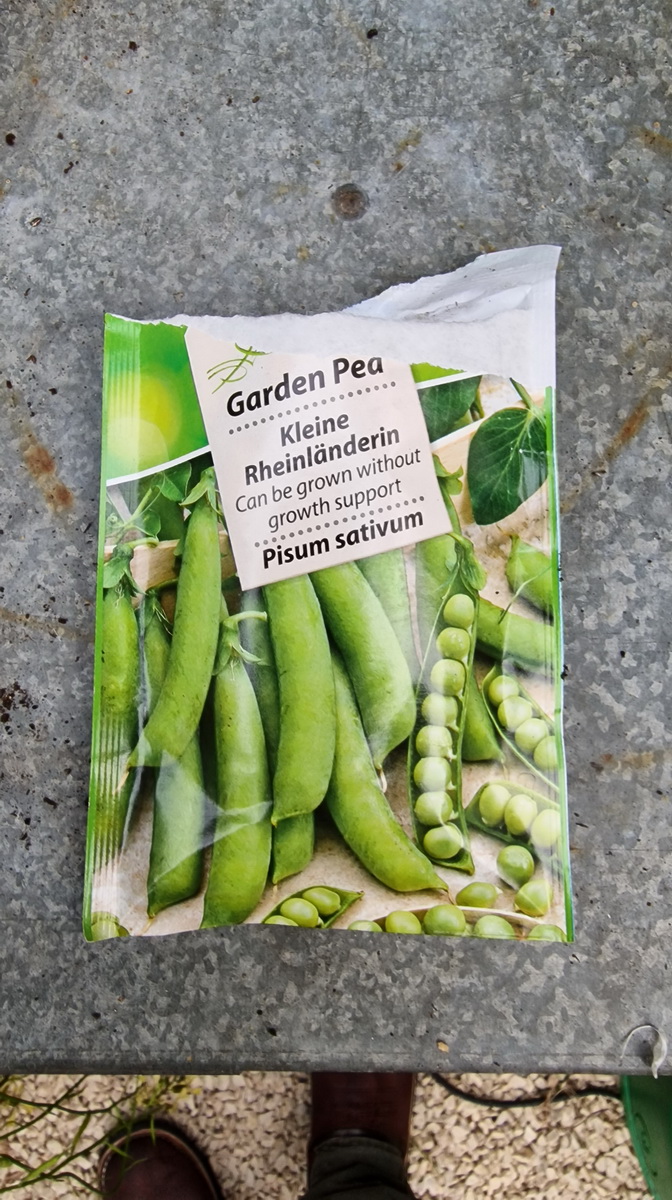 Garden Pea
Kleine
Rheinländerin
Can be grown without
growth support
Pisum sativum